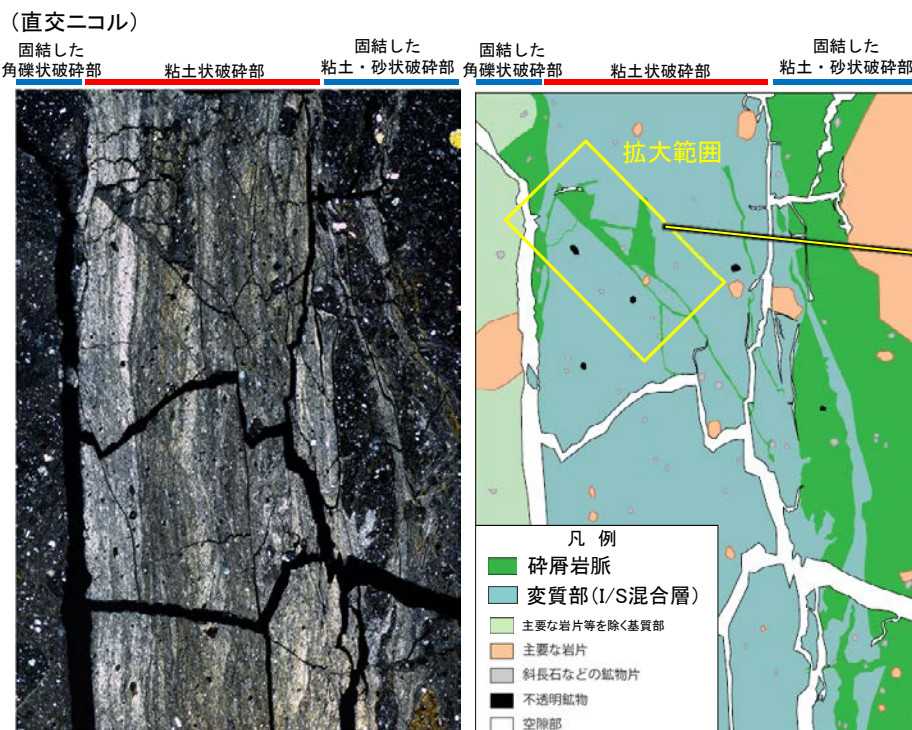 （直交ニコル）
固結した
角礫状破砕部
粘土状破砕部
固結した
粘土・砂状破砕部
固結した
角礫状破砕部
粘土状破砕部
固結した
粘土・砂状破砕部
拡大範囲
凡 例
砕屑岩脈
変質部(I/S混合層)
主要な岩片等を除く基質部
主要な岩片
斜長石などの鉱物片
不透明鉱物
空隙部